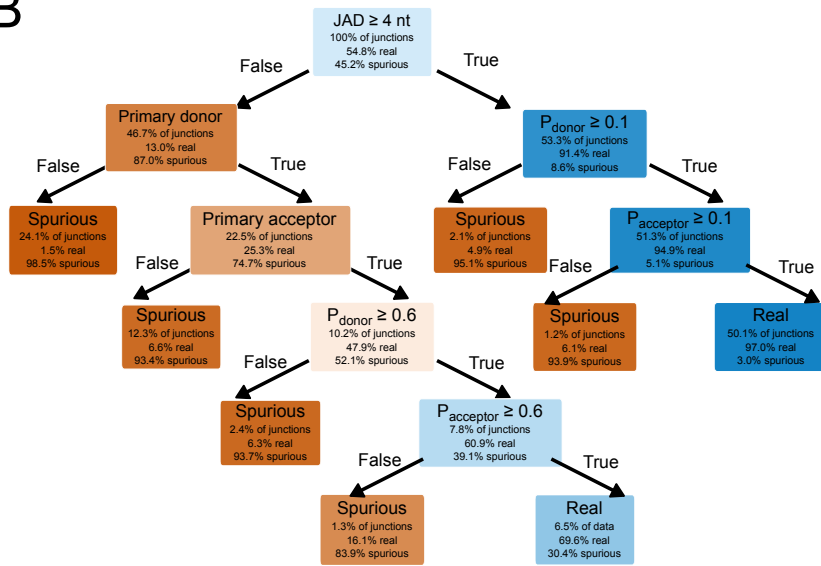 B
JAD ≥ 4 nt
100% of junctions
54.8% real
45.2% spurious
False
True
Primary donor
46.7% of junctions
13.0% real
87.0% spurious
P_donor ≥ 0.1
53.3% of junctions
91.4% real
8.6% spurious
False
True
False
True
Spurious
24.1% of junctions
1.5% real
98.5% spurious
Primary acceptor
22.5% of junctions
25.3% real
74.7% spurious
Spurious
2.1% of junctions
4.9% real
95.1% spurious
P_acceptor ≥ 0.1
51.3% of junctions
94.9% real
5.1% spurious
False
True
False
True
Spurious
12.3% of junctions
6.6% real
93.4% spurious
P_donor ≥ 0.6
10.2% of junctions
47.9% real
52.1% spurious
Spurious
1.2% of junctions
6.1% real
93.9% spurious
Real
50.1% of junctions
97.0% real
3.0% spurious
False
True
Spurious
2.4% of junctions
6.3% real
93.7% spurious
P_acceptor ≥ 0.6
7.8% of junctions
60.9% real
39.1% spurious
False
True
Spurious
1.3% of junctions
16.1% real
83.9% spurious
Real
6.5% of data
69.6% real
30.4% spurious